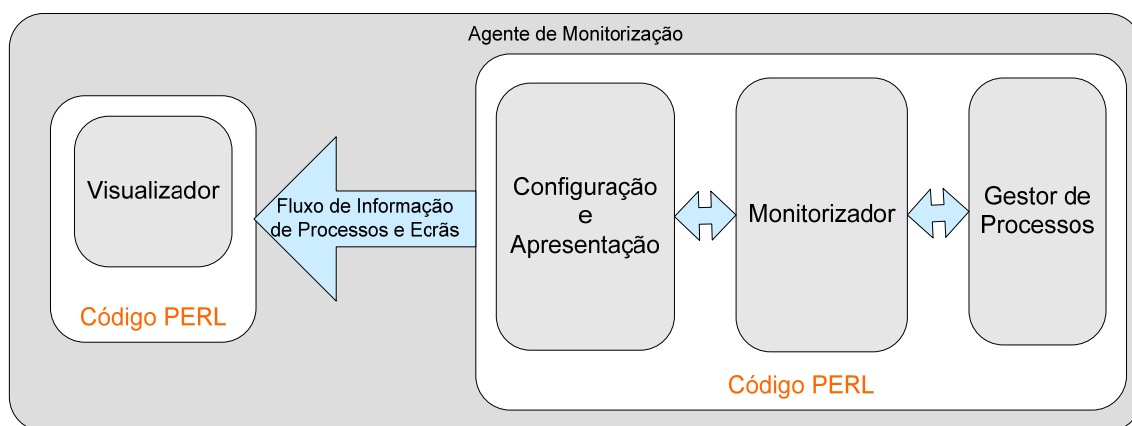 Agente de Monitorização
Visualizador
Código PERL
Fluxo de Informação
de Processos e Ecrãs
Configuração
e
Apresentação
Monitorizador
Gestor de
Processos
Código PERL